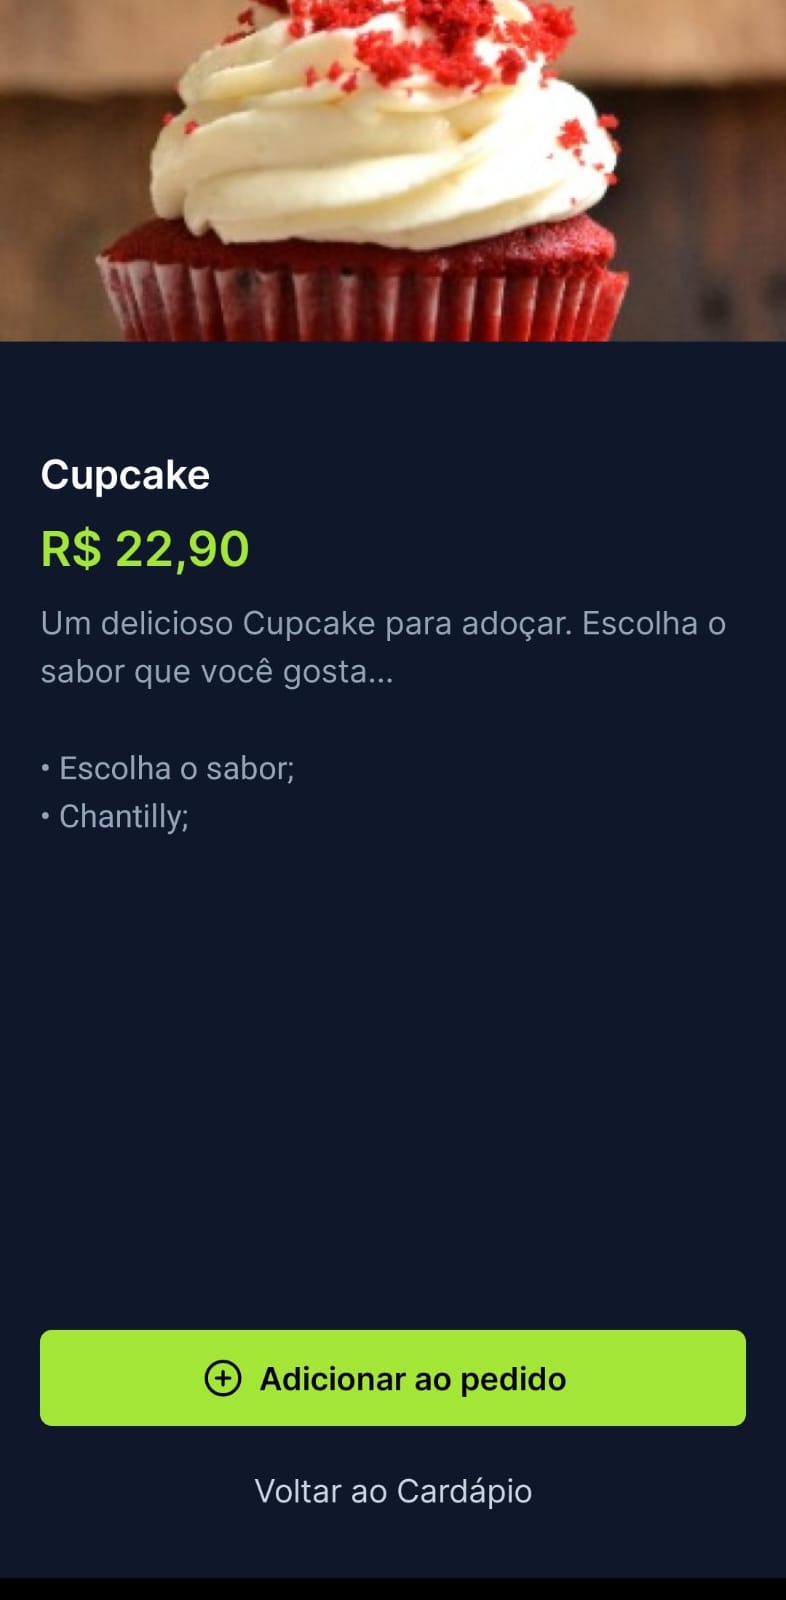 Cupcake
R$ 22,90
Um delicioso Cupcake para adoçar. Escolha o
sabor que você gosta...
• Escolha o sabor;
• Chantilly;
Adicionar ao pedido
Voltar ao Cardápio